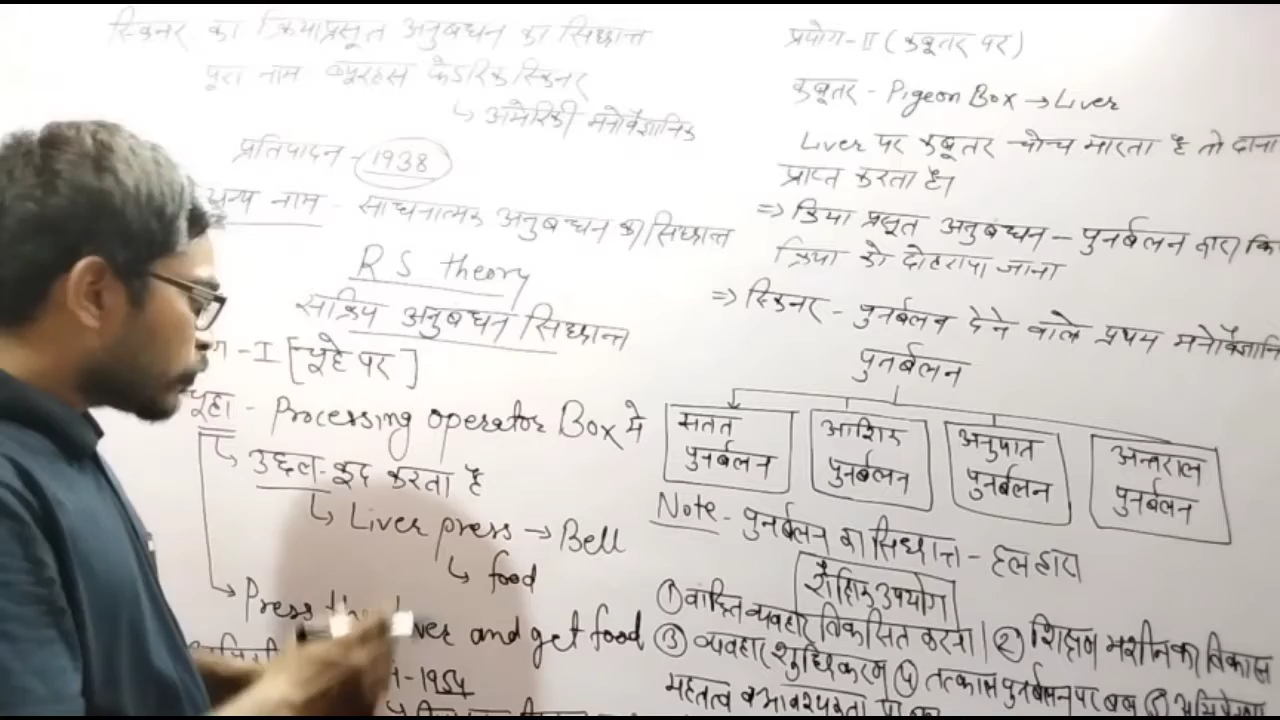 स्किनर का क्रियाप्रसूत अनुबन्धन का सिद्धान्त
पूरा नाम फ्रेडरिक स्किनर
↳ अमेरिकी मनोवैज्ञानिक
प्रतिपादन - 1938
नाम - साधनात्मक अनुबन्धन का सिद्धान्त
R S theory
सक्रिय अनुबन्धन सिद्धान्त
- I [चूहे पर]
चूहा - Processing operator Box में
↳ उछल-कूद करता है
↳ Liver press → Bell
↳ food
→ Press the Liver and get food
- 1954
प्रयोग - II (कबूतर पर)
कबूतर - Pigeon Box → Liver
Liver पर कबूतर चोंच मारता है तो दाना
प्राप्त करता है।
⇒ क्रिया प्रसूत अनुबंधन - पुनर्बलन द्वारा कि
क्रिया को दोहराया जाना
⇒ स्किनर - पुनर्बलन देने वाले प्रथम मनोवैज्ञानि
पुनर्बलन
सतत पुनर्बलन
आंशिक पुनर्बलन
अनुपात पुनर्बलन
अन्तराल पुनर्बलन
Note - पुनर्बलन का सिद्धान्त - हल द्वारा
शैक्षिक उपयोग
① वांछित व्यवहार विकसित करना। ② शिक्षण मशीन का विकास
③ व्यवहार शुद्धिकरण ④ तत्काल पुनर्बलन पर बल
महत्त्व व आवश्यकता